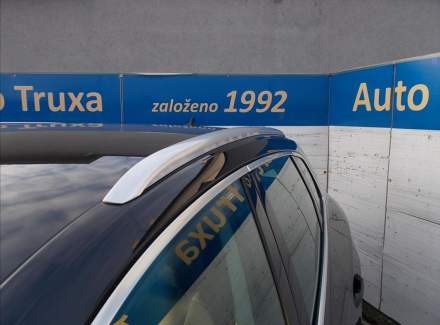 o Truxa
založeno 1992
Auto